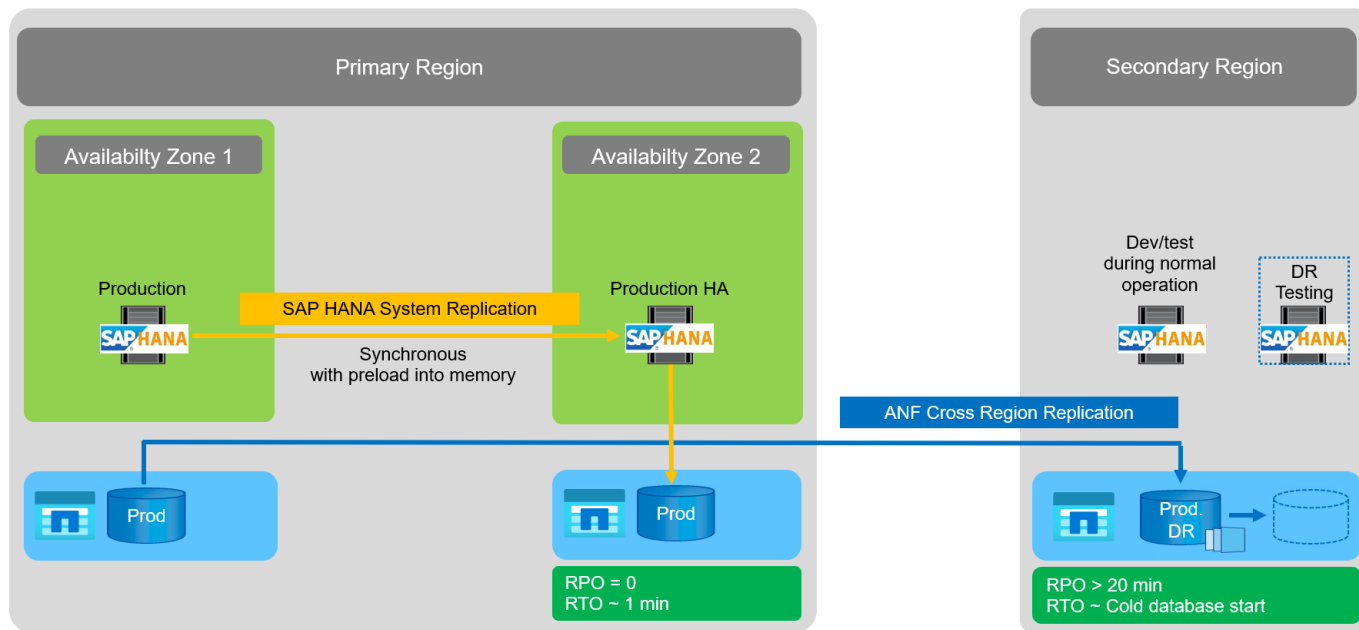 Primary Region
Secondary Region
Availabilty Zone 1
Availabilty Zone 2
Production
SAP HANA
SAP HANA System Replication
Synchronous
with preload into memory
Production HA
SAP HANA
Dev/test
during normal
operation
SAP HANA
DR
Testing
SAP HANA
ANF Cross Region Replication
Prod
Prod
Prod.
DR
RPO = 0
RTO ~ 1 min
RPO > 20 min
RTO ~ Cold database start